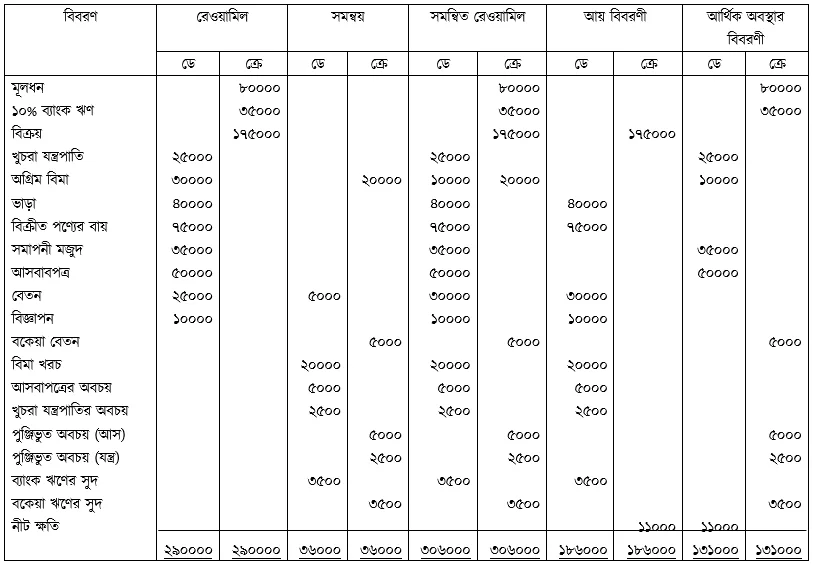 বিবরণ রেওয়ামিল সমন্বয় সমন্বিত রেওয়ামিল আয় বিবরণী আর্থিক অবস্থার
বিবরণী
ডে ক্রে ডে ক্রে ডে ক্রে ডে ক্রে ডে ক্রে
মূলধন ৮০০০০ ৮০০০০ ৮০০০০
১০% ব্যাংক ঋণ ৩৫০০০ ৩৫০০০ ৩৫০০০
বিক্রয় ১৭৫০০০ ১৭৫০০০ ১৭৫০০০
খুচরা যন্ত্রপাতি ২৫০০০ ২৫০০০ ২৫০০০
অগ্রিম বিমা ৩০০০০ ২০০০০ ১০০০০ ২০০০০ ১০০০০
ভাড়া ৪০০০০ ৪০০০০ ৪০০০০
বিক্রীত পণ্যের বায় ৭৫০০০ ৭৫০০০ ৭৫০০০
সমাপনী মজুদ ৩৫০০০ ৩৫০০০ ৩৫০০০
আসবাবপত্র ৫০০০০ ৫০০০০ ৫০০০০
বেতন ২৫০০০ ৫০০০ ৩০০০০ ৩০০০০
বিজ্ঞাপন ১০০০০ ১০০০০ ১০০০০
বকেয়া বেতন ৫০০০ ৫০০০ ৫০০০
বিমা খরচ ২০০০০ ২০০০০ ২০০০০
আসবাপত্রের অবচয় ৫০০০ ৫০০০ ৫০০০
খুচরা যন্ত্রপাতির অবচয় ২৫০০ ২৫০০ ২৫০০
পুঞ্জিভুত অবচয় (আস) ৫০০০ ৫০০০ ৫০০০
পুঞ্জিভুত অবচয় (যন্ত্র) ২৫০০ ২৫০০ ২৫০০
ব্যাংক ঋণের সুদ ৩৫০০ ৩৫০০ ৩৫০০
বকেয়া ঋণের সুদ ৩৫০০ ৩৫০০ ৩৫০০
নীট ক্ষতি ১১০০০ ১১০০০
২৯০০০০ ২৯০০০০ ৩৬০০০ ৩৬০০০ ৩০৬০০০ ৩০৬০০০ ১৮৬০০০ ১৮৬০০০ ১৩১০০০ ১৩১০০০